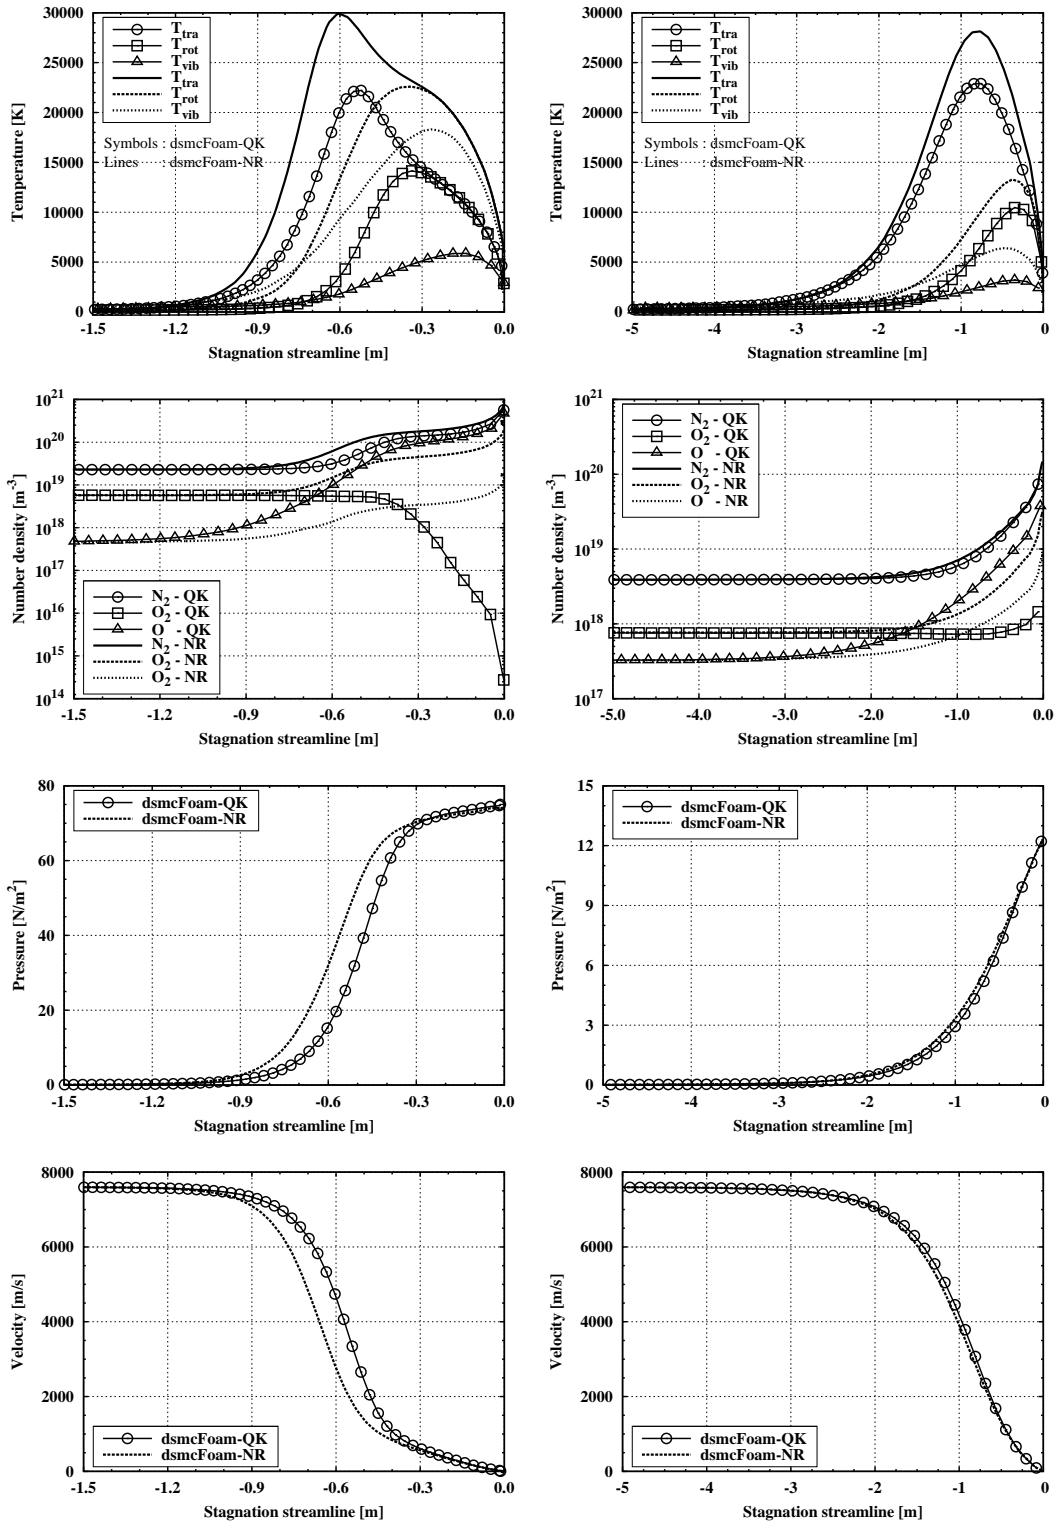 30000
25000
20000
15000
10000
5000
0
Temperature [K]
T_tra
T_rot
T_vib
T_tra
T_rot
T_vib
Symbols : dsmcFoam-QK
Lines : dsmcFoam-NR
-1.5 -1.2 -0.9 -0.6 -0.3 0.0
Stagnation streamline [m]
30000
25000
20000
15000
10000
5000
0
Temperature [K]
T_tra
T_rot
T_vib
T_tra
T_rot
T_vib
Symbols : dsmcFoam-QK
Lines : dsmcFoam-NR
-5 -4 -3 -2 -1 0
Stagnation streamline [m]
10^21
10^20
10^19
10^18
10^17
10^16
10^15
10^14
Number density [m^-3]
N_2 - QK
O_2 - QK
O - QK
N_2 - NR
O_2 - NR
O_2 - NR
-1.5 -1.2 -0.9 -0.6 -0.3 0.0
Stagnation streamline [m]
10^21
10^20
10^19
10^18
10^17
Number density [m^-3]
N_2 - QK
O_2 - QK
O - QK
N_2 - NR
O_2 - NR
O - NR
-5.0 -4.0 -3.0 -2.0 -1.0 0.0
Stagnation streamline [m]
80
60
40
20
0
Pressure [N/m^2]
dsmcFoam-QK
dsmcFoam-NR
-1.5 -1.2 -0.9 -0.6 -0.3 0.0
Stagnation streamline [m]
15
12
9
6
3
0
Pressure [N/m^2]
dsmcFoam-QK
dsmcFoam-NR
-5 -4 -3 -2 -1 0
Stagnation streamline [m]
8000
6000
4000
2000
0
Velocity [m/s]
dsmcFoam-QK
dsmcFoam-NR
-1.5 -1.2 -0.9 -0.6 -0.3 0.0
Stagnation streamline [m]
8000
6000
4000
2000
0
Velocity [m/s]
dsmcFoam-QK
dsmcFoam-NR
-5 -4 -3 -2 -1 0
Stagnation streamline [m]